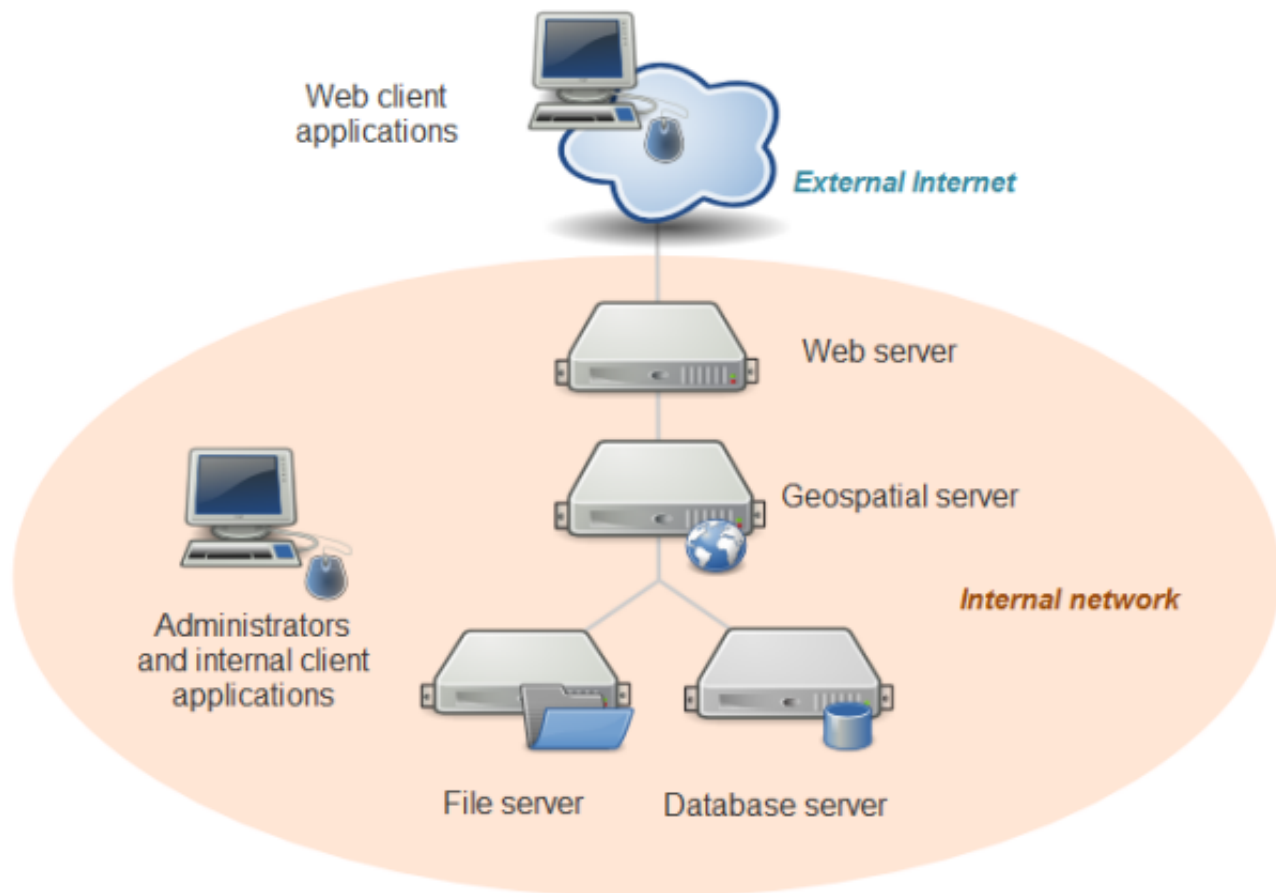 Web client
applications
External Internet
Web server
Geospatial server
Internal network
Administrators
and internal client
applications
File server
Database server